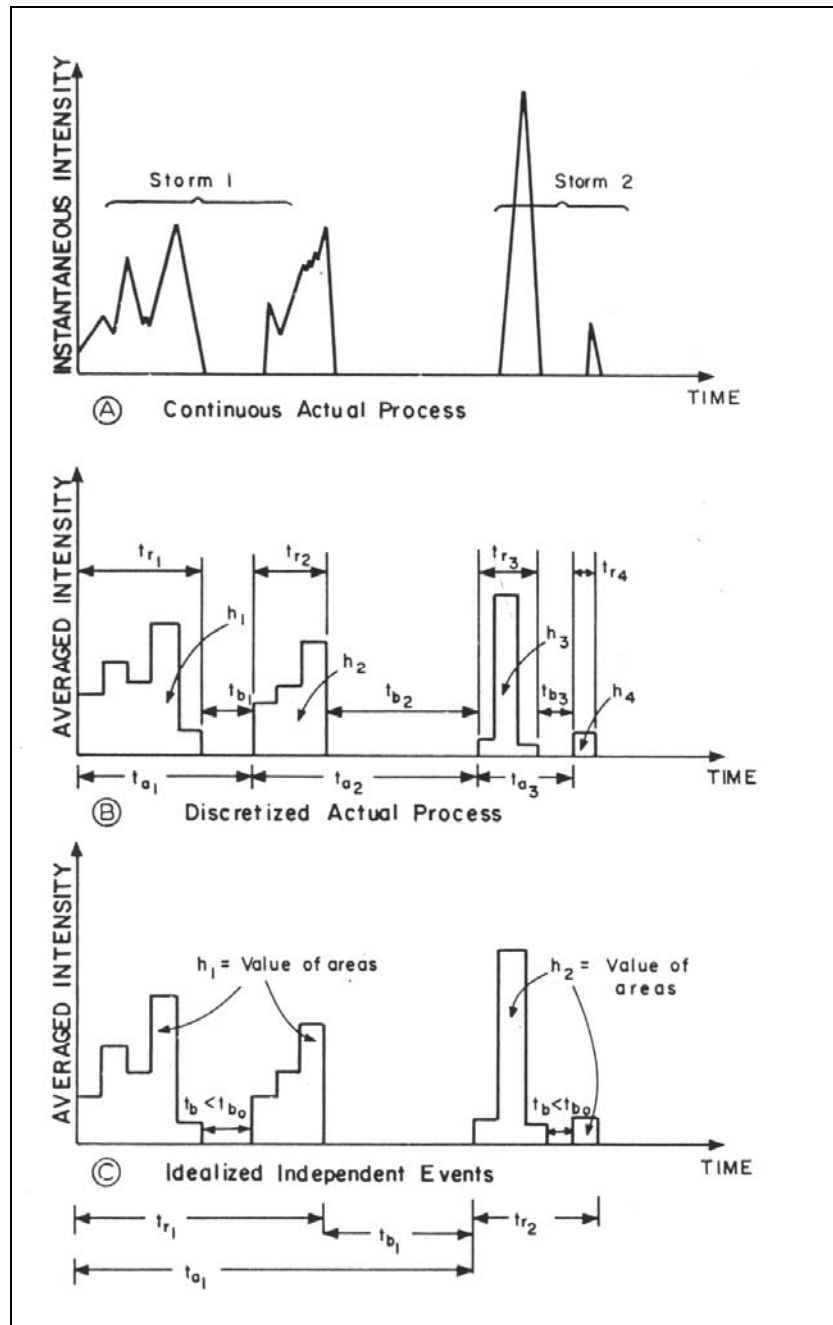 INSTANTANEOUS INTENSITY
Storm 1
Storm 2
TIME
A Continuous Actual Process
AVERAGED INTENSITY
tr1
tr2
tr3
tr4
h1
h2
h3
h4
tb1
tb2
tb3
ta1
ta2
ta3
TIME
B Discretized Actual Process
AVERAGED INTENSITY
h1 = Value of areas
h2 = Value of
areas
tb < tb0
tb < tb0
TIME
C Idealized Independent Events
tr1
tb1
tr2
ta1